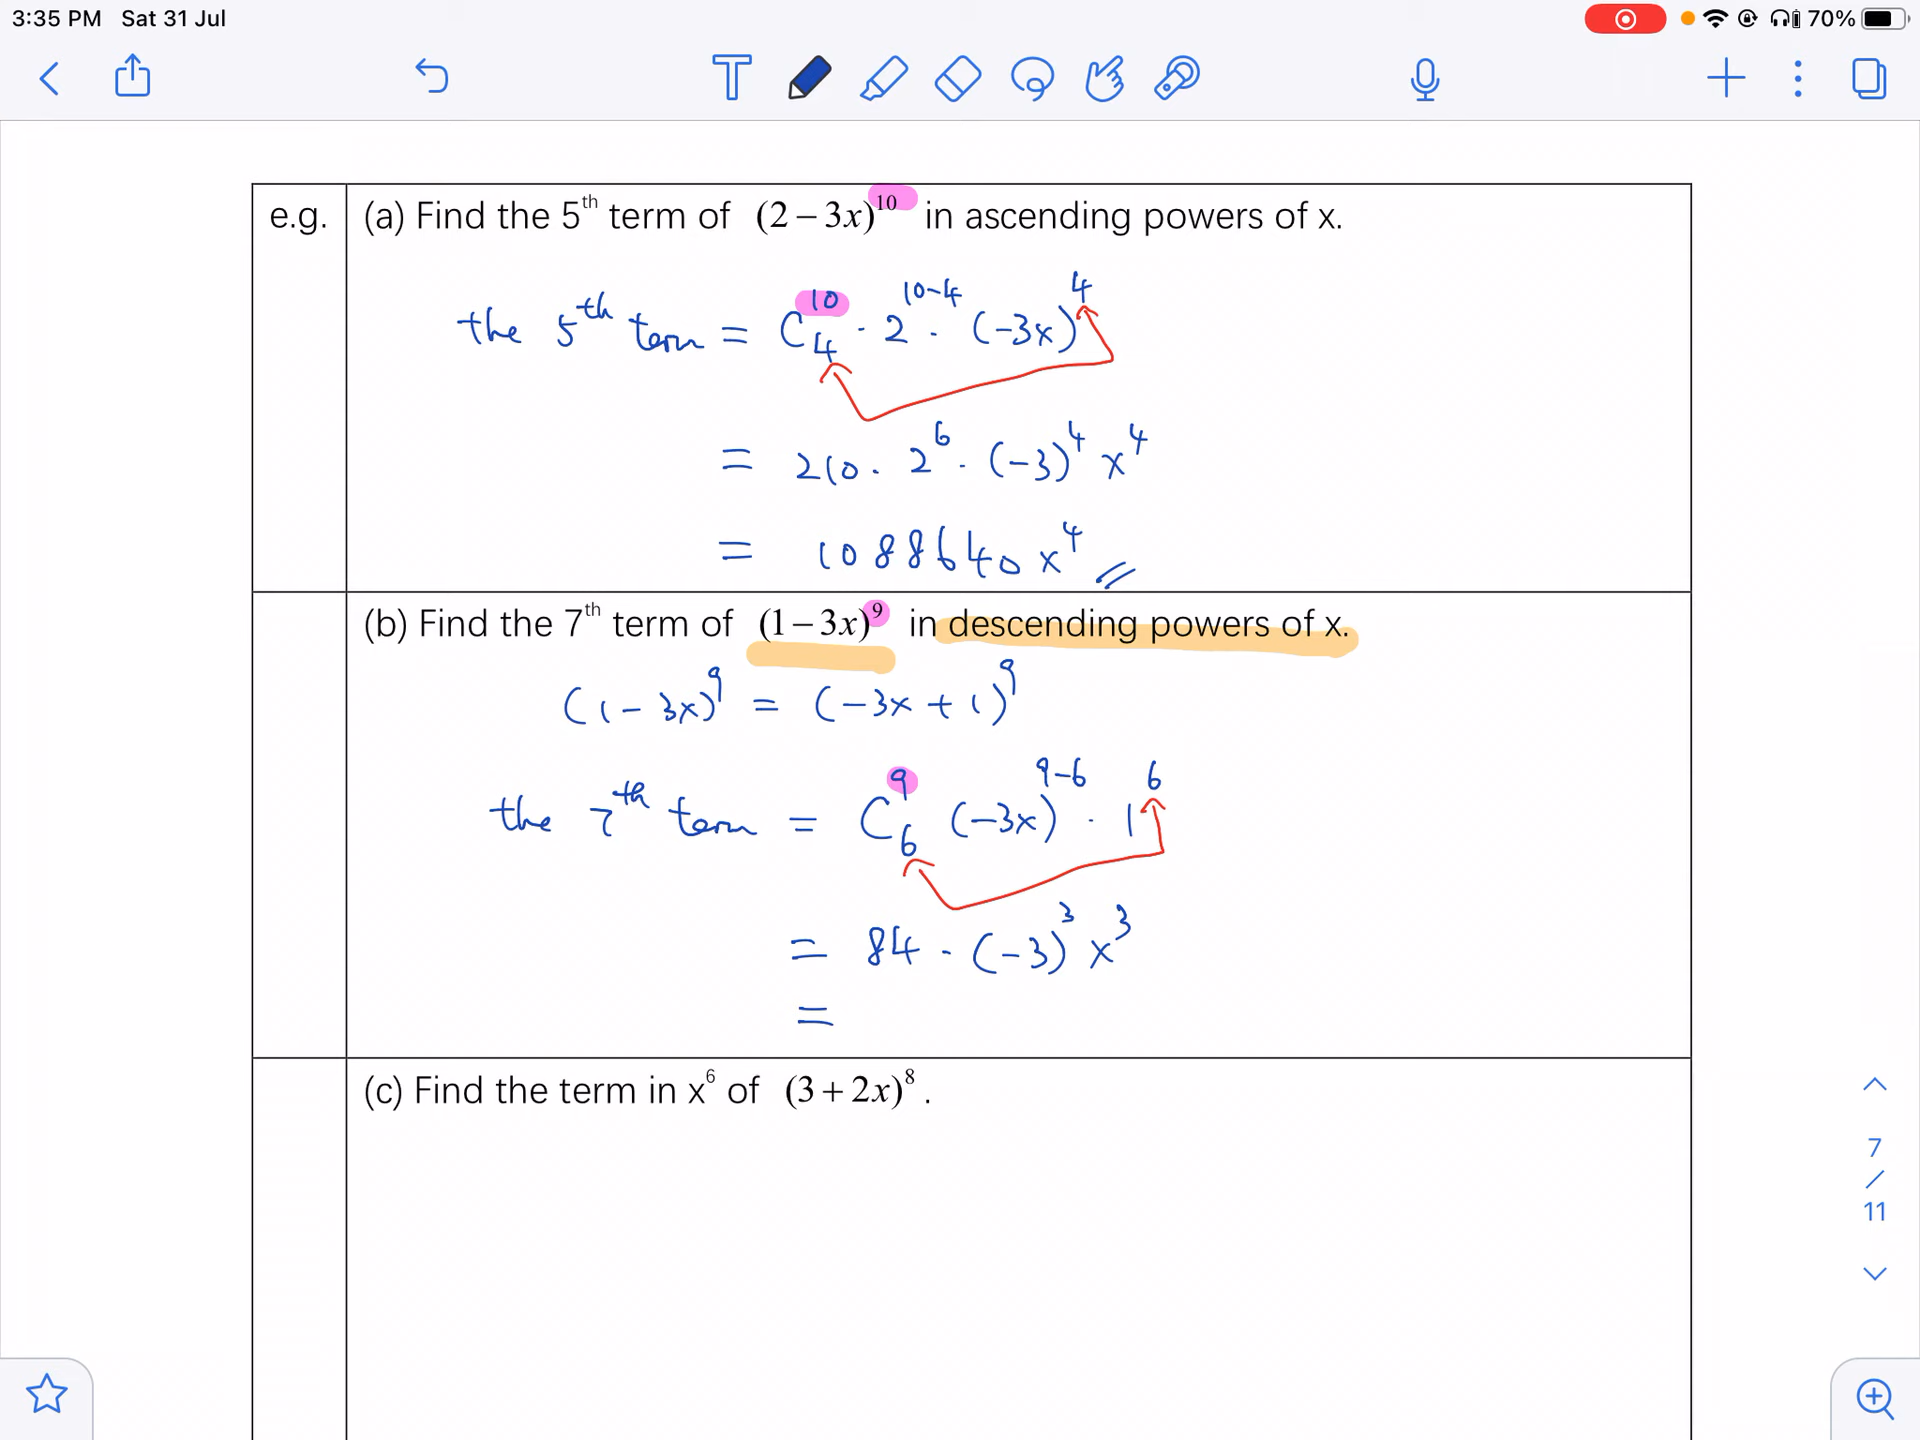 3:35 PM Sat 31 Jul
70%
e.g.
(a) Find the 5th term of (2 − 3x)^10 in ascending powers of x.
the 5th term = C^10_4 · 2^(10-4) · (-3x)^4
= 210 · 2^6 · (-3)^4 x^4
= 1088640x^4
(b) Find the 7th term of (1 − 3x)^9 in descending powers of x.
(1 - 3x)^9 = (-3x + 1)^9
the 7th term = C^9_6 (-3x)^(9-6) · 1^6
= 84 · (-3)^3 x^3
=
(c) Find the term in x^6 of (3 + 2x)^8.
7
/
11